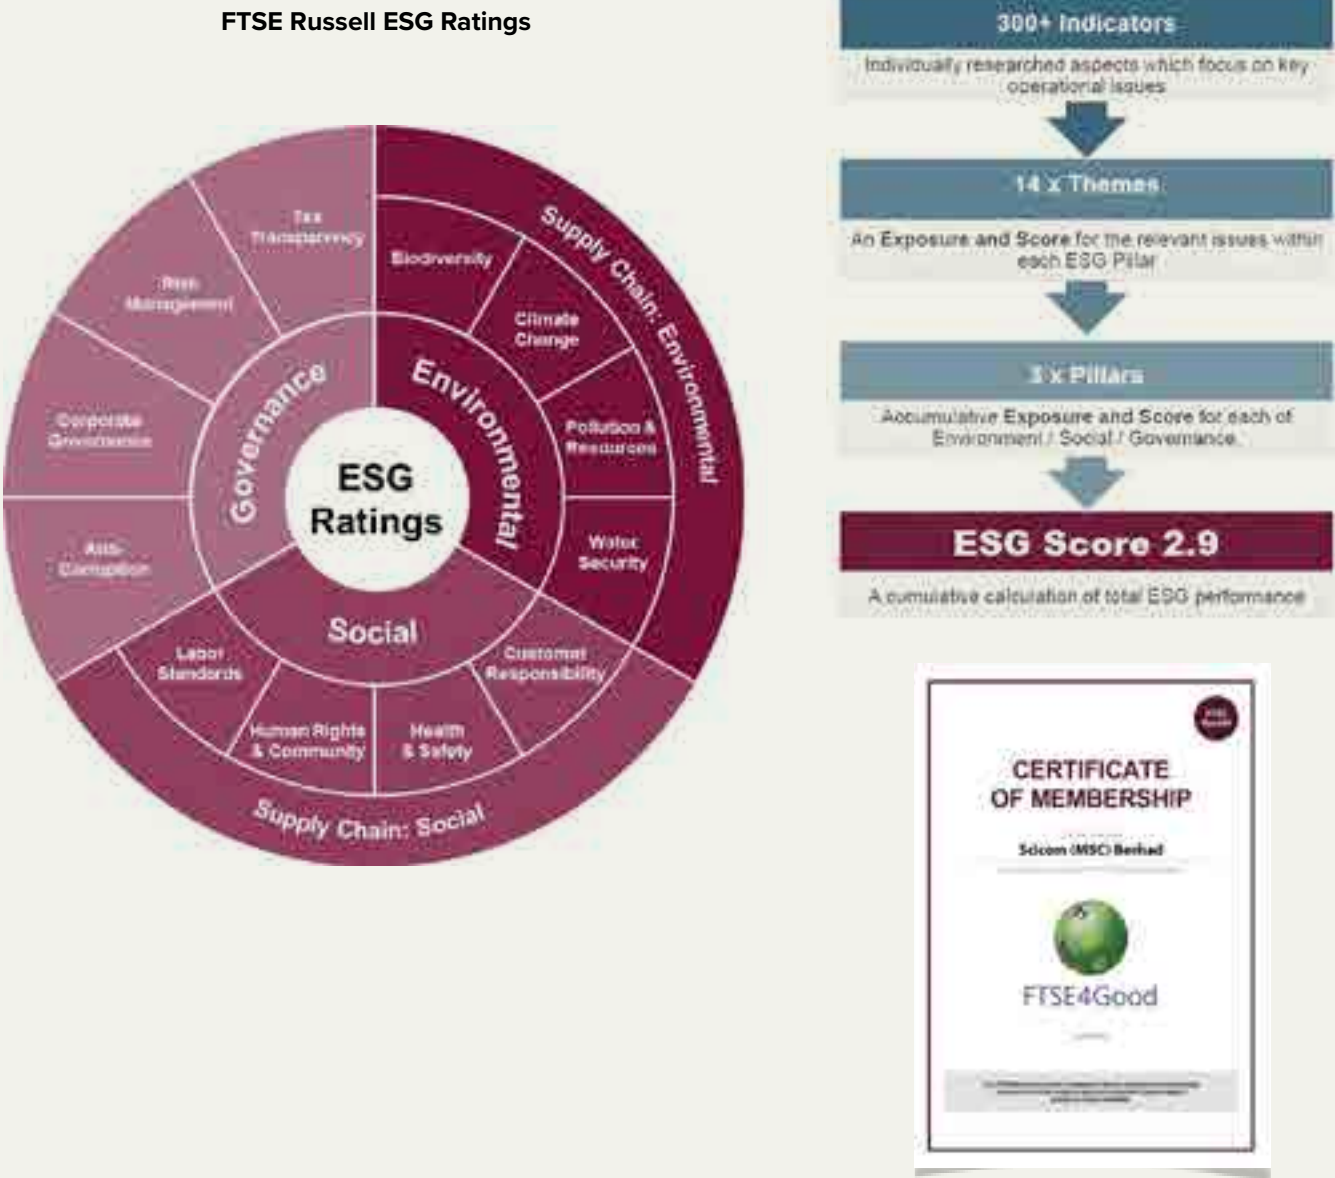 FTSE Russell ESG Ratings
Tax
Transparency
Risk
Management
Corporate
Governance
Anti-
Corruption
Governance
Biodiversity
Climate
Change
Pollution &
Resources
Water
Security
Environmental
Supply Chain: Environmental
ESG
Ratings
Social
Labor
Standards
Human Rights
& Community
Health
& Safety
Customer
Responsibility
Supply Chain: Social
300+ Indicators
Individually researched aspects which focus on key
operational issues
14 x Themes
An Exposure and Score for the relevant issues within
each ESG Pillar
3 x Pillars
Accumulative Exposure and Score for each of
Environment / Social / Governance.
ESG Score 2.9
A cumulative calculation of total ESG performance
FTSE
Russell
CERTIFICATE
OF MEMBERSHIP
Scicom (MSC) Berhad
FTSE4Good